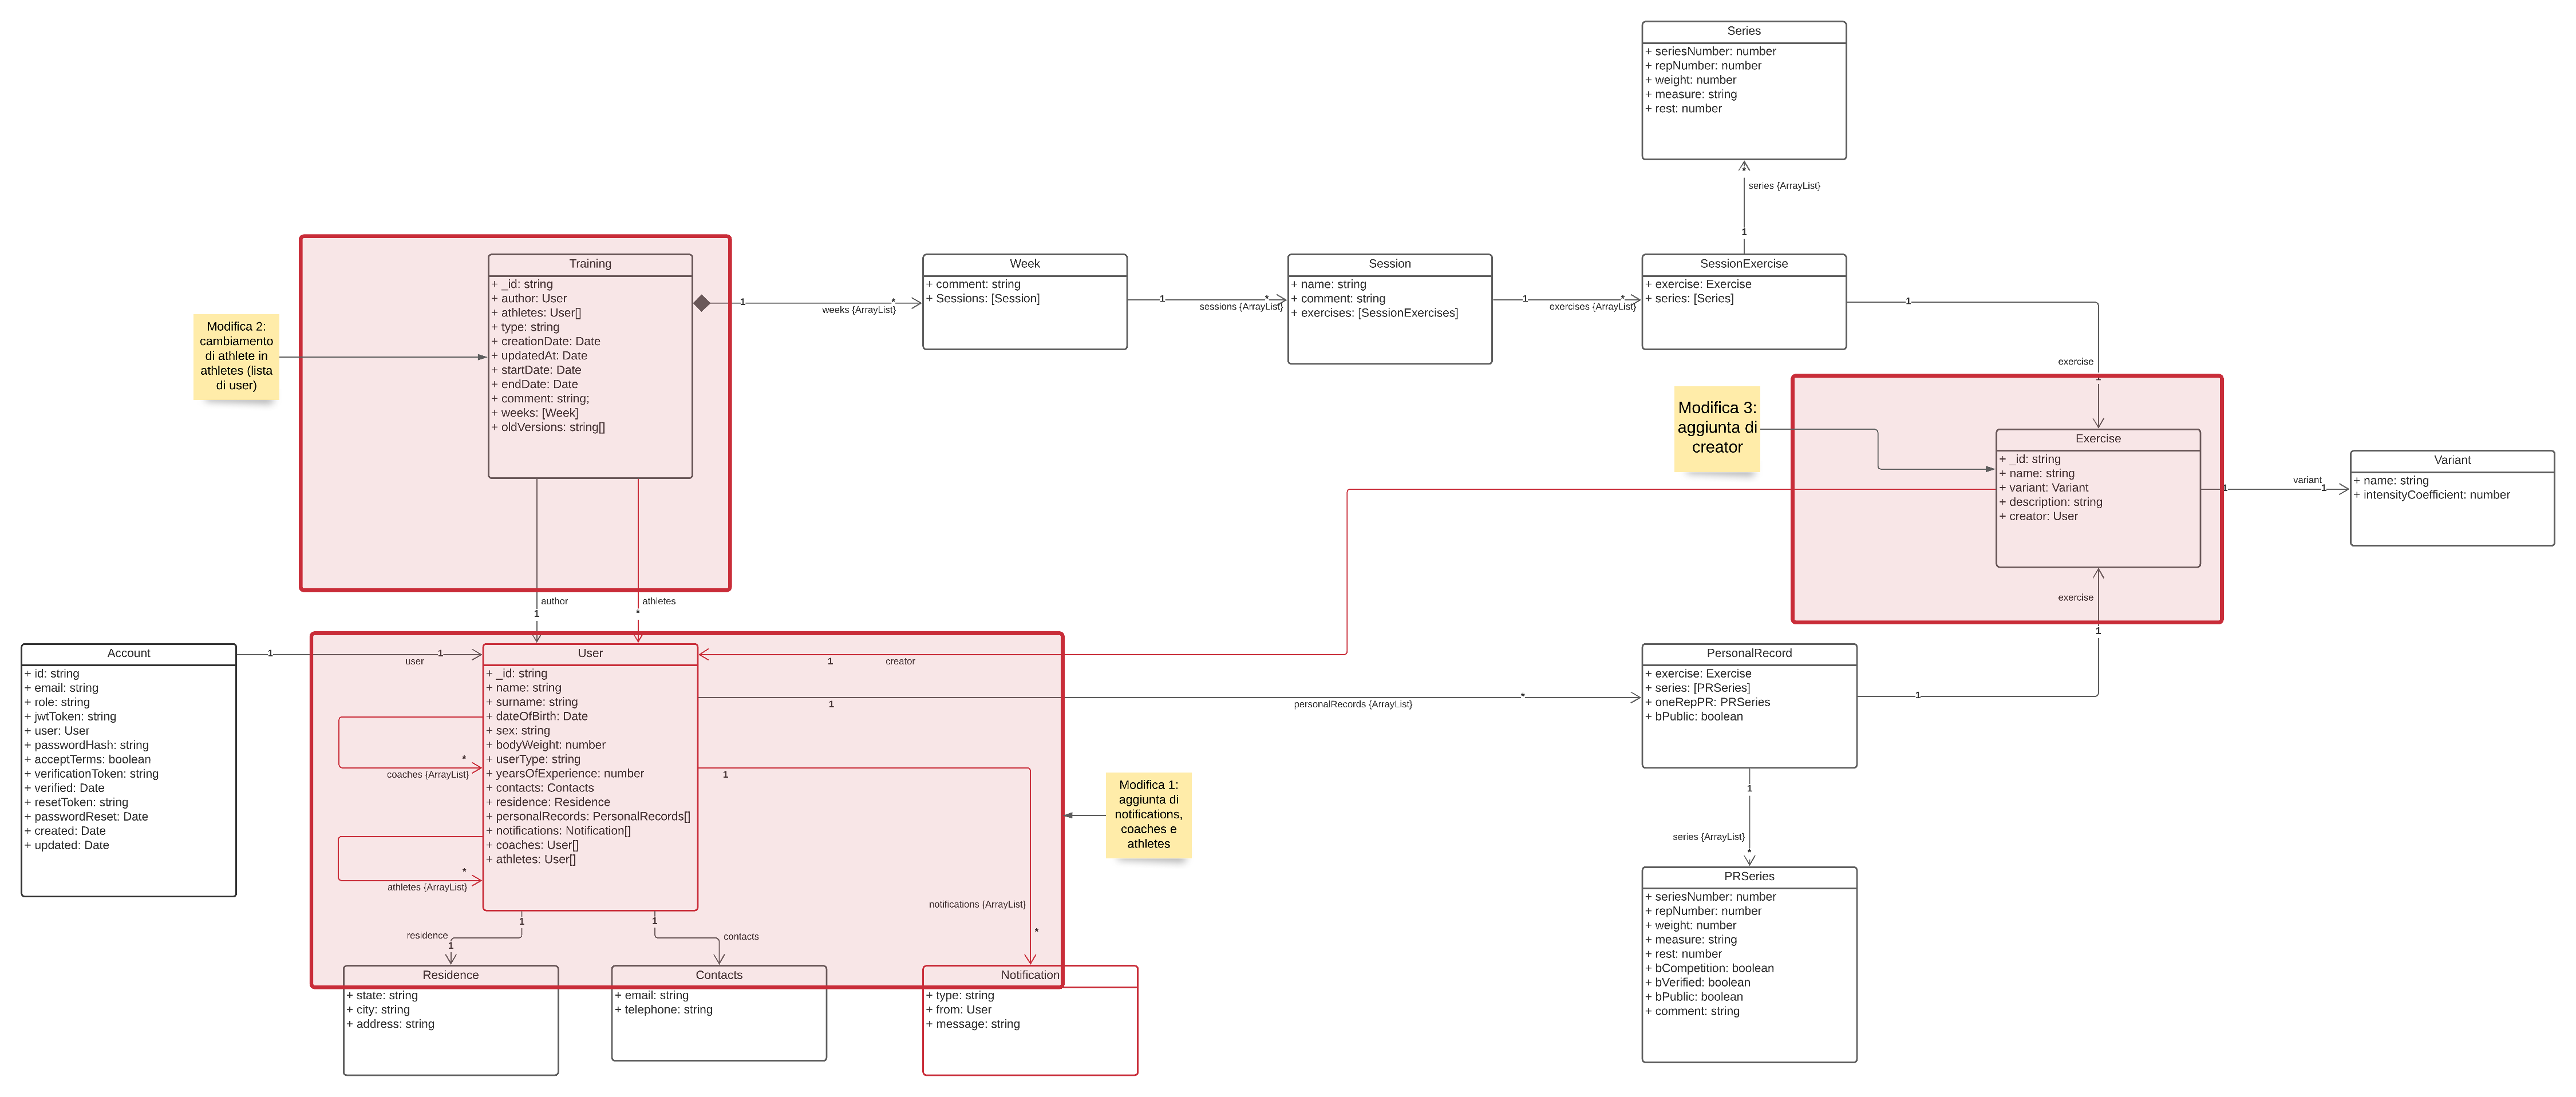 Series
+ seriesNumber: number
+ repNumber: number
+ weight: number
+ measure: string
+ rest: number
*
series {ArrayList}
1
Training
+ _id: string
+ author: User
+ athletes: User[]
+ type: string
+ creationDate: Date
+ updatedAt: Date
+ startDate: Date
+ endDate: Date
+ comment: string;
+ weeks: [Week]
+ oldVersions: string[]
1
*
weeks {ArrayList}
Week
+ comment: string
+ Sessions: [Session]
1
*
sessions {ArrayList}
Session
+ name: string
+ comment: string
+ exercises: [SessionExercises]
1
*
exercises {ArrayList}
SessionExercise
+ exercise: Exercise
+ series: [Series]
1
exercise
1
Modifica 2:
cambiamento
di athlete in
athletes (lista
di user)
Modifica 3:
aggiunta di
creator
Exercise
+ _id: string
+ name: string
+ variant: Variant
+ description: string
+ creator: User
1
variant
1
Variant
+ name: string
+ intensityCoefficient: number
exercise
1
author
1
athletes
*
Account
+ id: string
+ email: string
+ role: string
+ jwtToken: string
+ user: User
+ passwordHash: string
+ acceptTerms: boolean
+ verificationToken: string
+ verified: Date
+ resetToken: string
+ passwordReset: Date
+ created: Date
+ updated: Date
1
1
user
User
+ _id: string
+ name: string
+ surname: string
+ dateOfBirth: Date
+ sex: string
+ bodyWeight: number
+ userType: string
+ yearsOfExperience: number
+ contacts: Contacts
+ residence: Residence
+ personalRecords: PersonalRecords[]
+ notifications: Notification[]
+ coaches: User[]
+ athletes: User[]
*
coaches {ArrayList}
*
athletes {ArrayList}
1
creator
1
*
personalRecords {ArrayList}
1
notifications {ArrayList}
*
Modifica 1:
aggiunta di
notifications,
coaches e
athletes
PersonalRecord
+ exercise: Exercise
+ series: [PRSeries]
+ oneRepPR: PRSeries
+ bPublic: boolean
1
1
series {ArrayList}
*
PRSeries
+ seriesNumber: number
+ repNumber: number
+ weight: number
+ measure: string
+ rest: number
+ bCompetition: boolean
+ bVerified: boolean
+ bPublic: boolean
+ comment: string
1
residence
1
1
contacts
Residence
+ state: string
+ city: string
+ address: string
Contacts
+ email: string
+ telephone: string
Notification
+ type: string
+ from: User
+ message: string